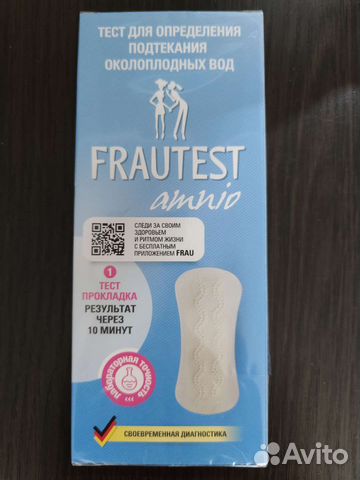 ТЕСТ ДЛЯ ОПРЕДЕЛЕНИЯ
ПОДТЕКАНИЯ
ОКОЛОПЛОДНЫХ ВОД
FRAUTEST
amnio
СЛЕДИ ЗА СВОИМ
ЗДОРОВЬЕМ
И РИТМОМ ЖИЗНИ
С БЕСПЛАТНЫМ
ПРИЛОЖЕНИЕМ FRAU
1
ТЕСТ
ПРОКЛАДКА
РЕЗУЛЬТАТ
ЧЕРЕЗ
10 МИНУТ
лабораторная точность
СВОЕВРЕМЕННАЯ ДИАГНОСТИКА
Avito